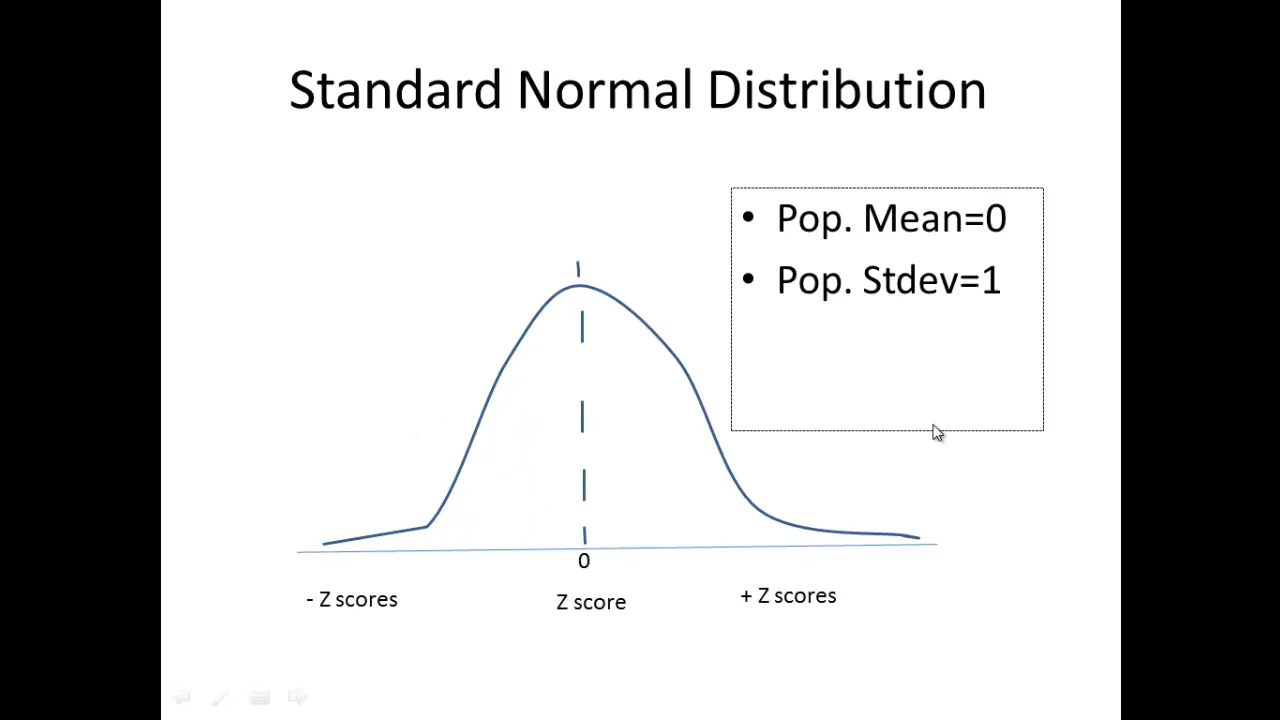 Standard Normal Distribution
• Pop. Mean=0
• Pop. Stdev=1
0
- Z scores
Z score
+ Z scores